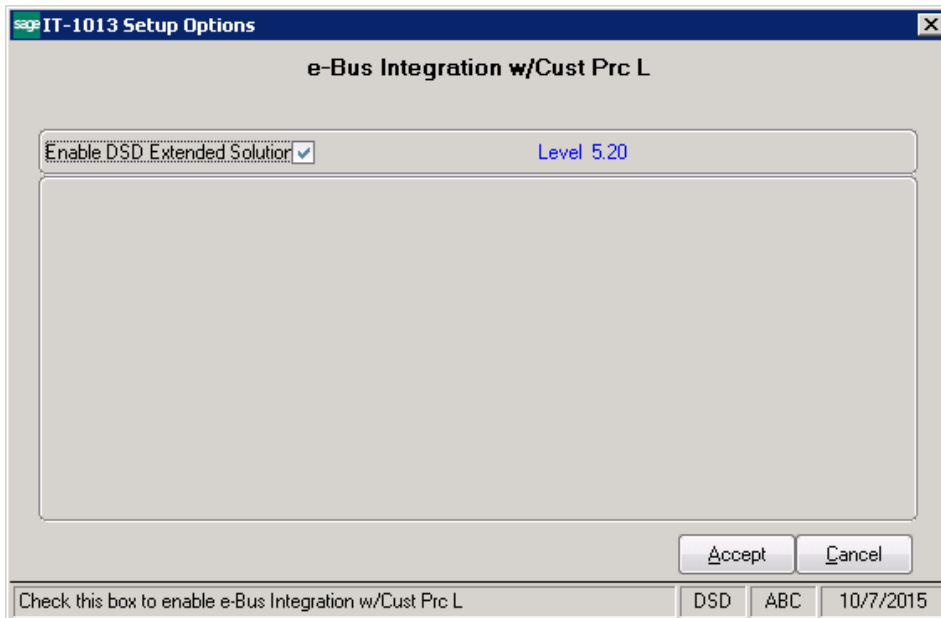 sage IT-1013 Setup Options
e-Bus Integration w/Cust Prc L
Enable DSD Extended Solution Level 5.20
Accept Cancel
Check this box to enable e-Bus Integration w/Cust Prc L DSD ABC 10/7/2015